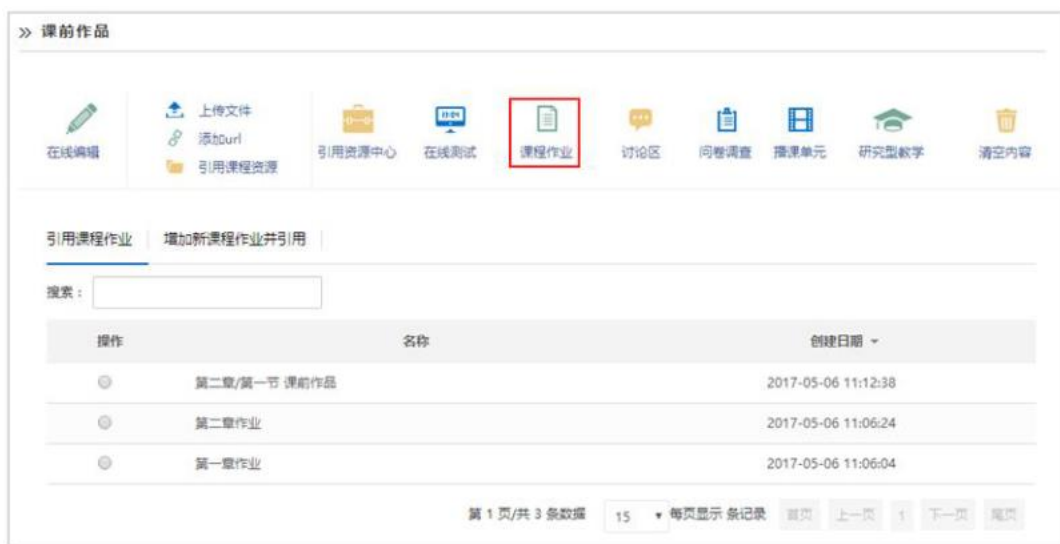 » 课前作品
在线编辑
上传文件
添加url
引用课程资源
引用资源中心
在线测试
课程作业
讨论区
问卷调查
播课单元
研究型教学
清空内容
引用课程作业 增加新课程作业并引用
搜索：
操作 名称 创建日期
第二章/第一节 课前作品 2017-05-06 11:12:38
第二章作业 2017-05-06 11:06:24
第一章作业 2017-05-06 11:06:04
第 1 页/共 3 条数据 15 每页显示 条记录 首页 上一页 1 下一页 尾页